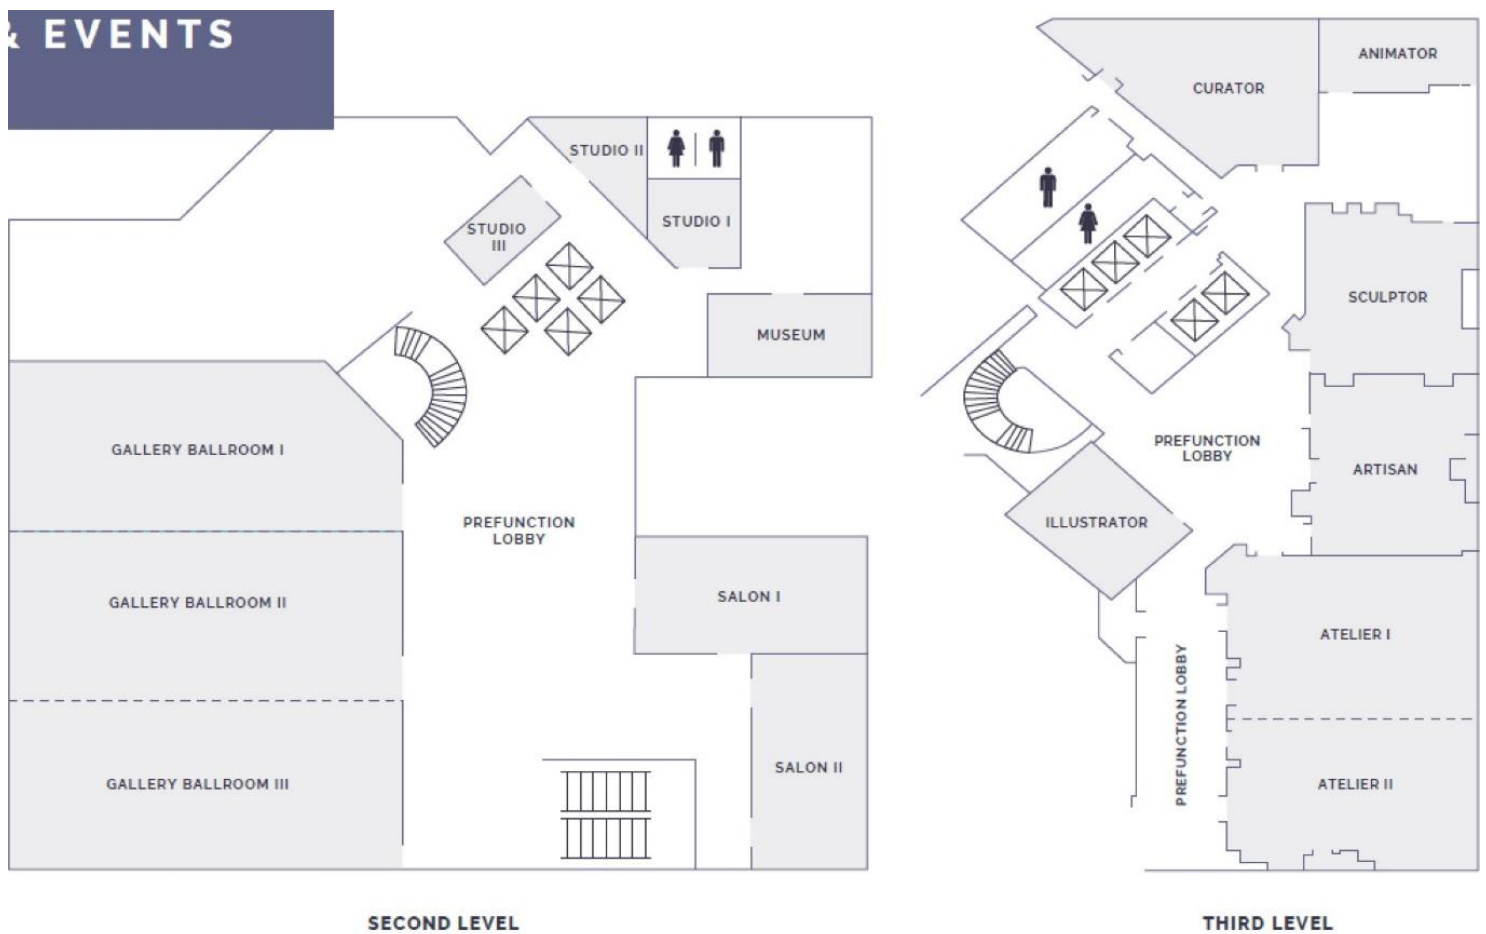 & EVENTS
STUDIO II
STUDIO
III
STUDIO I
MUSEUM
GALLERY BALLROOM I
PREFUNCTION
LOBBY
GALLERY BALLROOM II
SALON I
GALLERY BALLROOM III
SALON II
SECOND LEVEL
ANIMATOR
CURATOR
SCULPTOR
PREFUNCTION
LOBBY
ARTISAN
ILLUSTRATOR
ATELIER I
PREFUNCTION LOBBY
ATELIER II
THIRD LEVEL